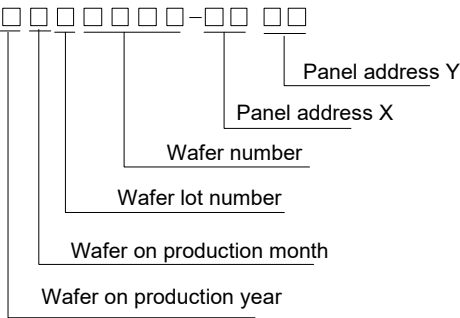 □□□□□□□–□□ □□
Panel address Y
Panel address X
Wafer number
Wafer lot number
Wafer on production month
Wafer on production year